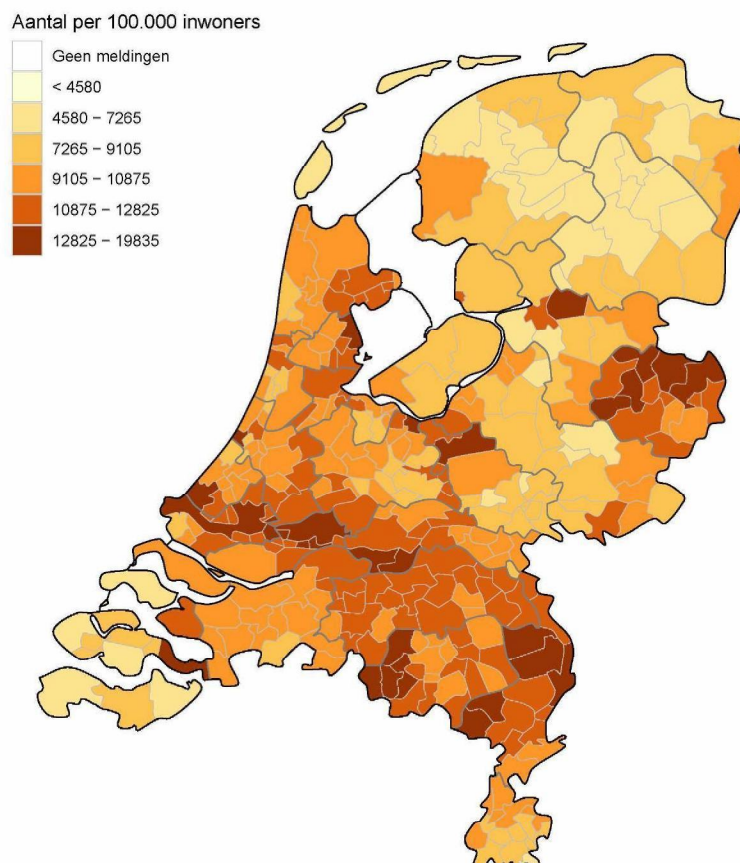 Aantal per 100.000 inwoners
Geen meldingen
< 4580
4580 − 7265
7265 − 9105
9105 − 10875
10875 − 12825
12825 − 19835